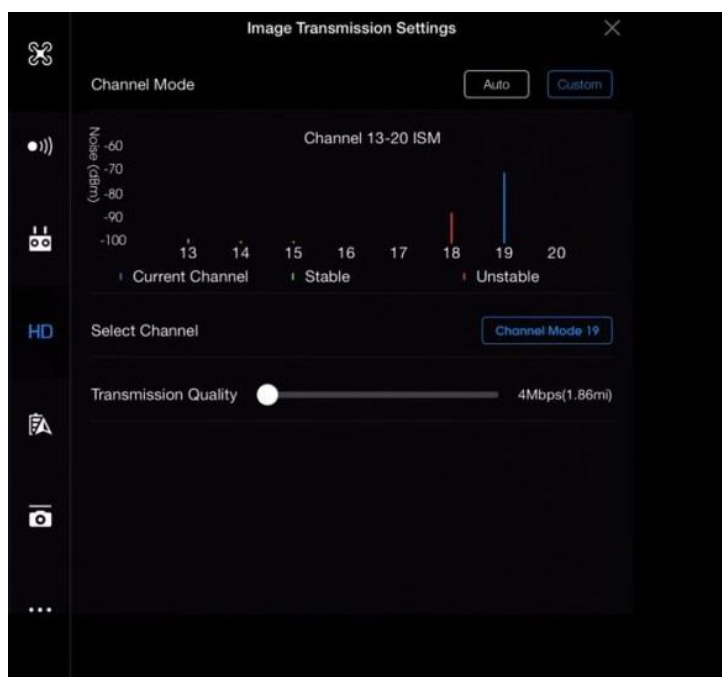 Image Transmission Settings
Channel Mode
Auto
Custom
Channel 13-20 ISM
Noise (dBm)
-60
-70
-80
-90
-100
13 14 15 16 17 18 19 20
Current Channel Stable Unstable
HD
Select Channel
Channel Mode 19
Transmission Quality
4Mbps(1.86mi)